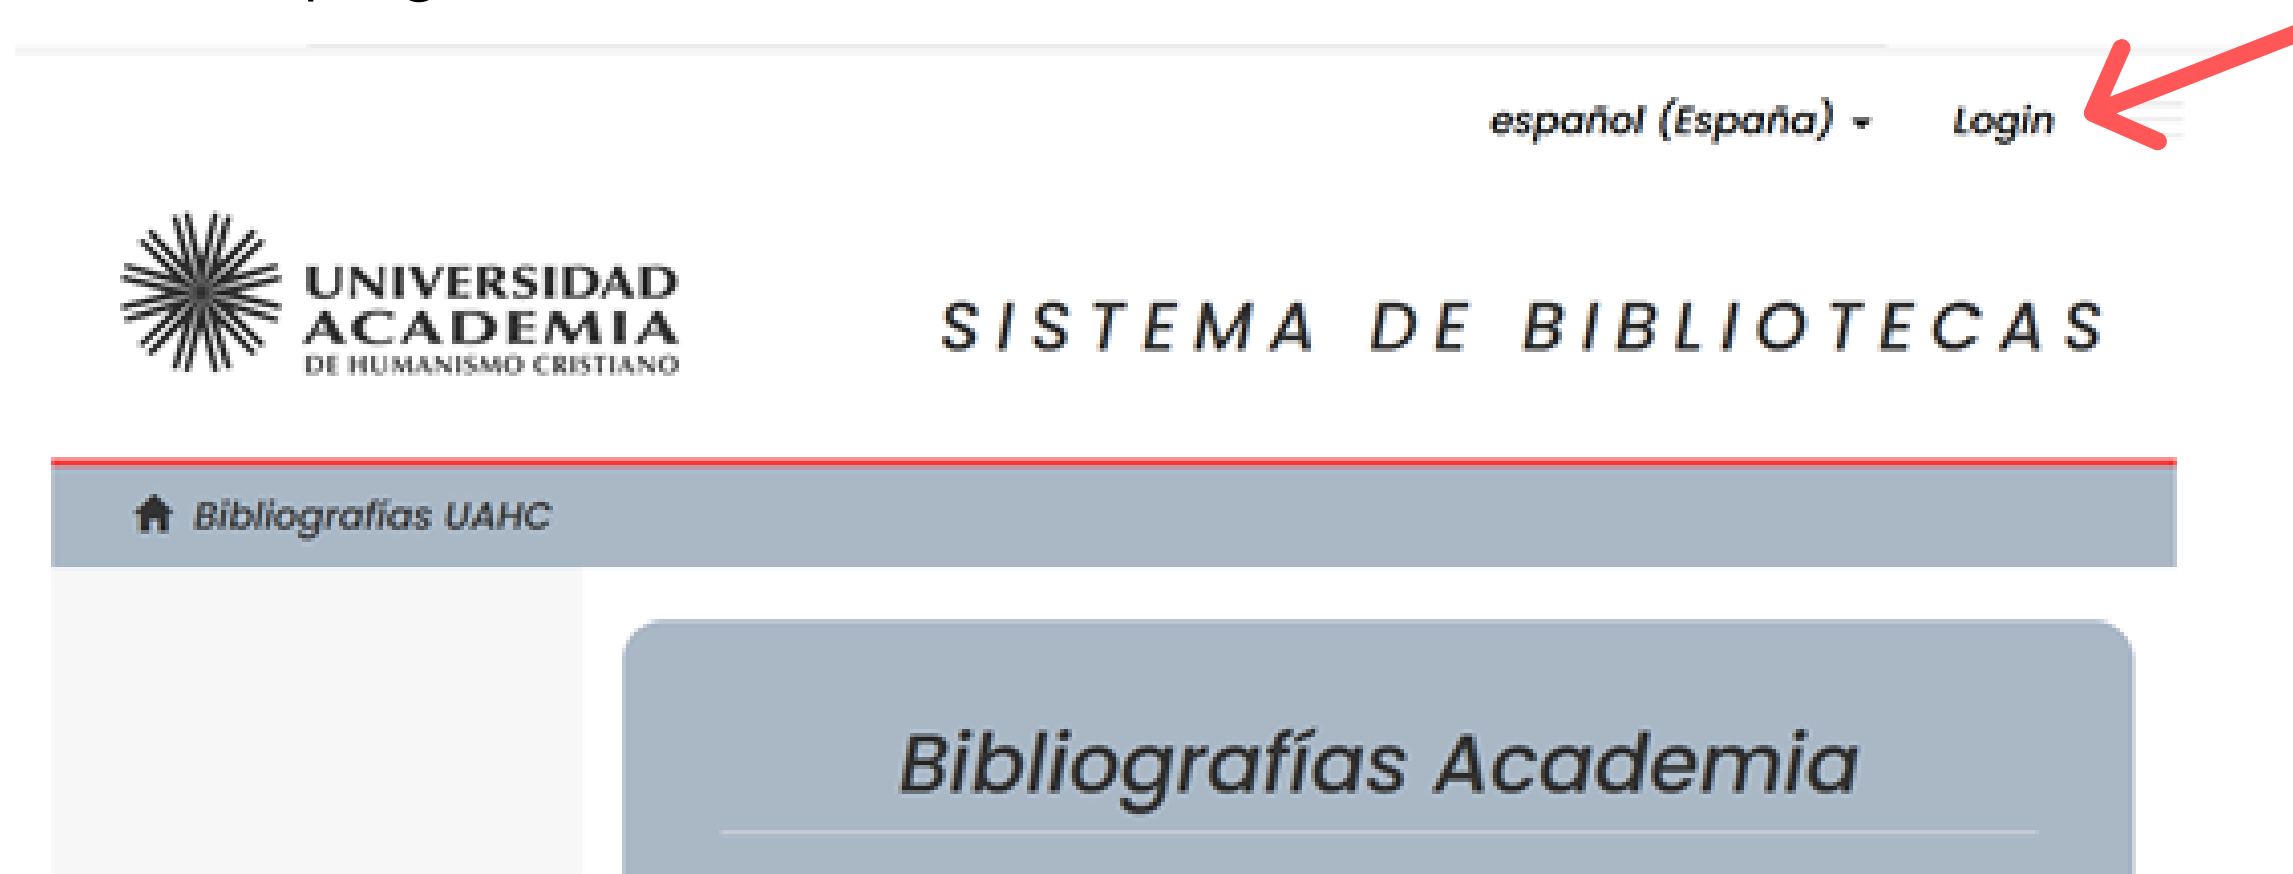 español (España) Login
UNIVERSIDAD
ACADEMIA
DE HUMANISMO CRISTIANO
SISTEMA DE BIBLIOTECAS
Bibliografías UAHC
Bibliografías Academia